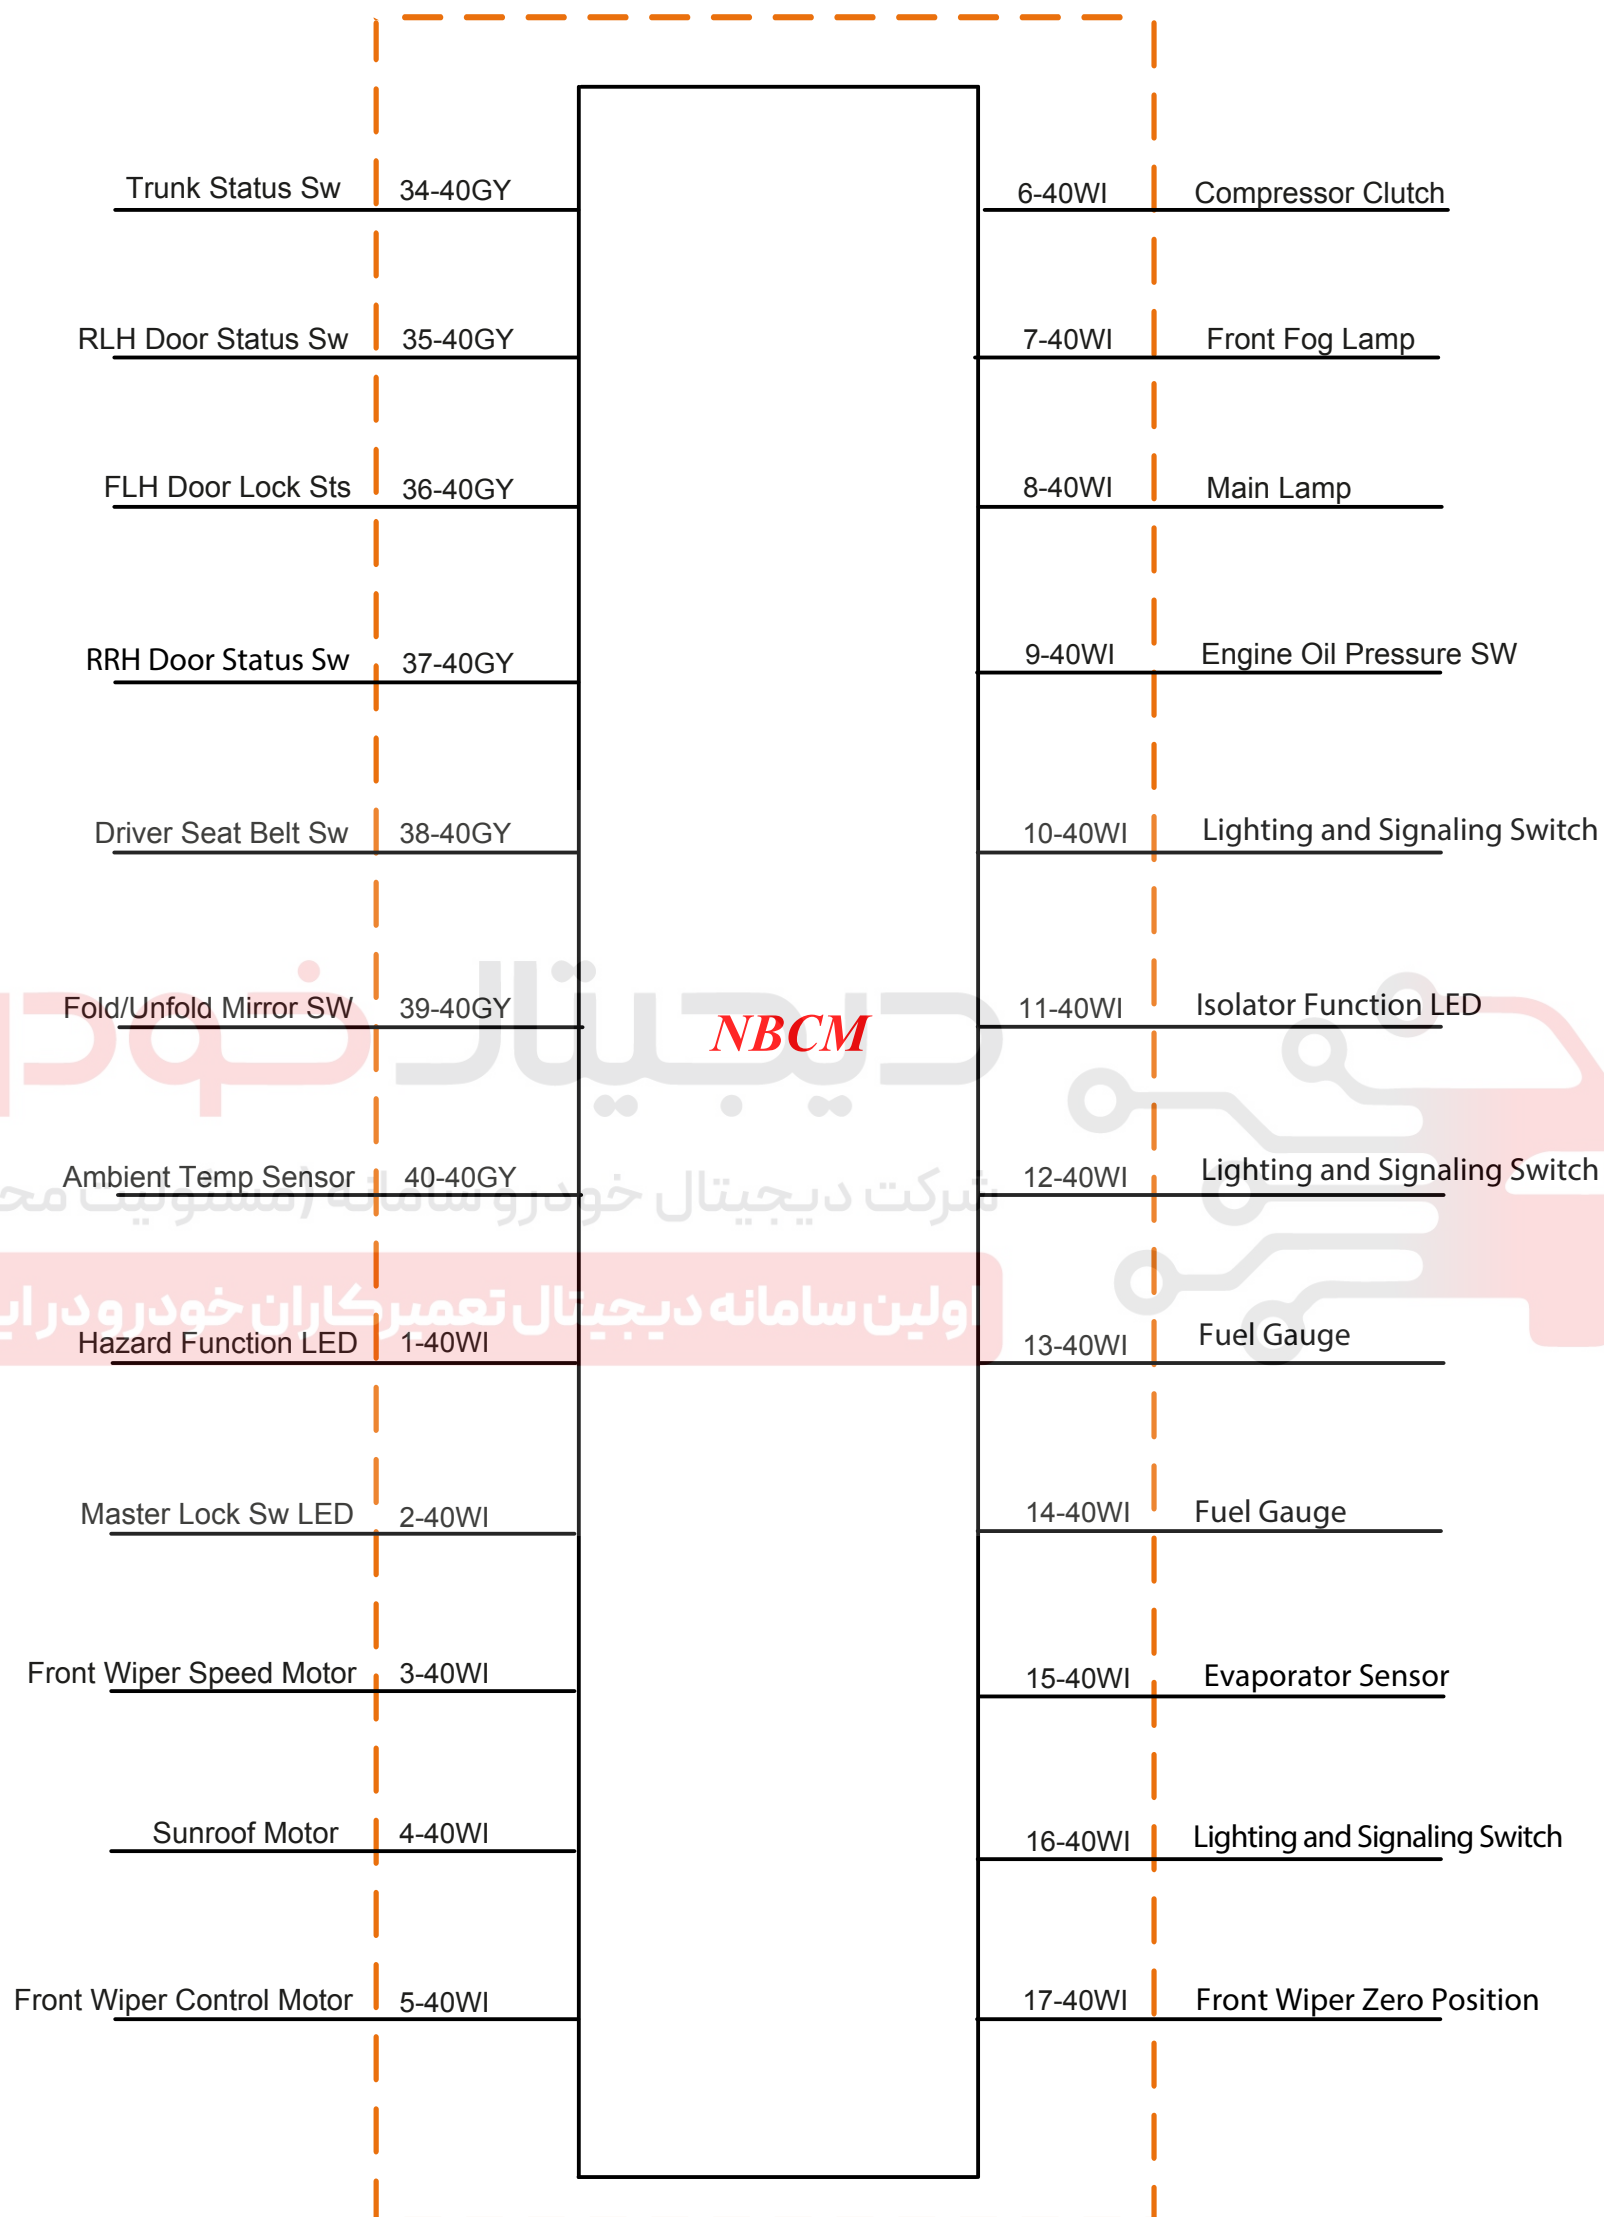 Trunk Status Sw 34-40GY 6-40WI Compressor Clutch
RLH Door Status Sw 35-40GY 7-40WI Front Fog Lamp
FLH Door Lock Sts 36-40GY 8-40WI Main Lamp
RRH Door Status Sw 37-40GY 9-40WI Engine Oil Pressure SW
Driver Seat Belt Sw 38-40GY 10-40WI Lighting and Signaling Switch
Fold/Unfold Mirror SW 39-40GY 11-40WI Isolator Function LED
دیجیتال
NBCM
Ambient Temp Sensor 40-40GY 12-40WI Lighting and Signaling Switch
شرکت دیجیتال خودرو سامانه (مسئولیت
اولین سامانه دیجیتال تعمیرکاران خودرو در
Hazard Function LED 1-40WI 13-40WI Fuel Gauge
Master Lock Sw LED 2-40WI 14-40WI Fuel Gauge
Front Wiper Speed Motor 3-40WI 15-40WI Evaporator Sensor
Sunroof Motor 4-40WI 16-40WI Lighting and Signaling Switch
Front Wiper Control Motor 5-40WI 17-40WI Front Wiper Zero Position